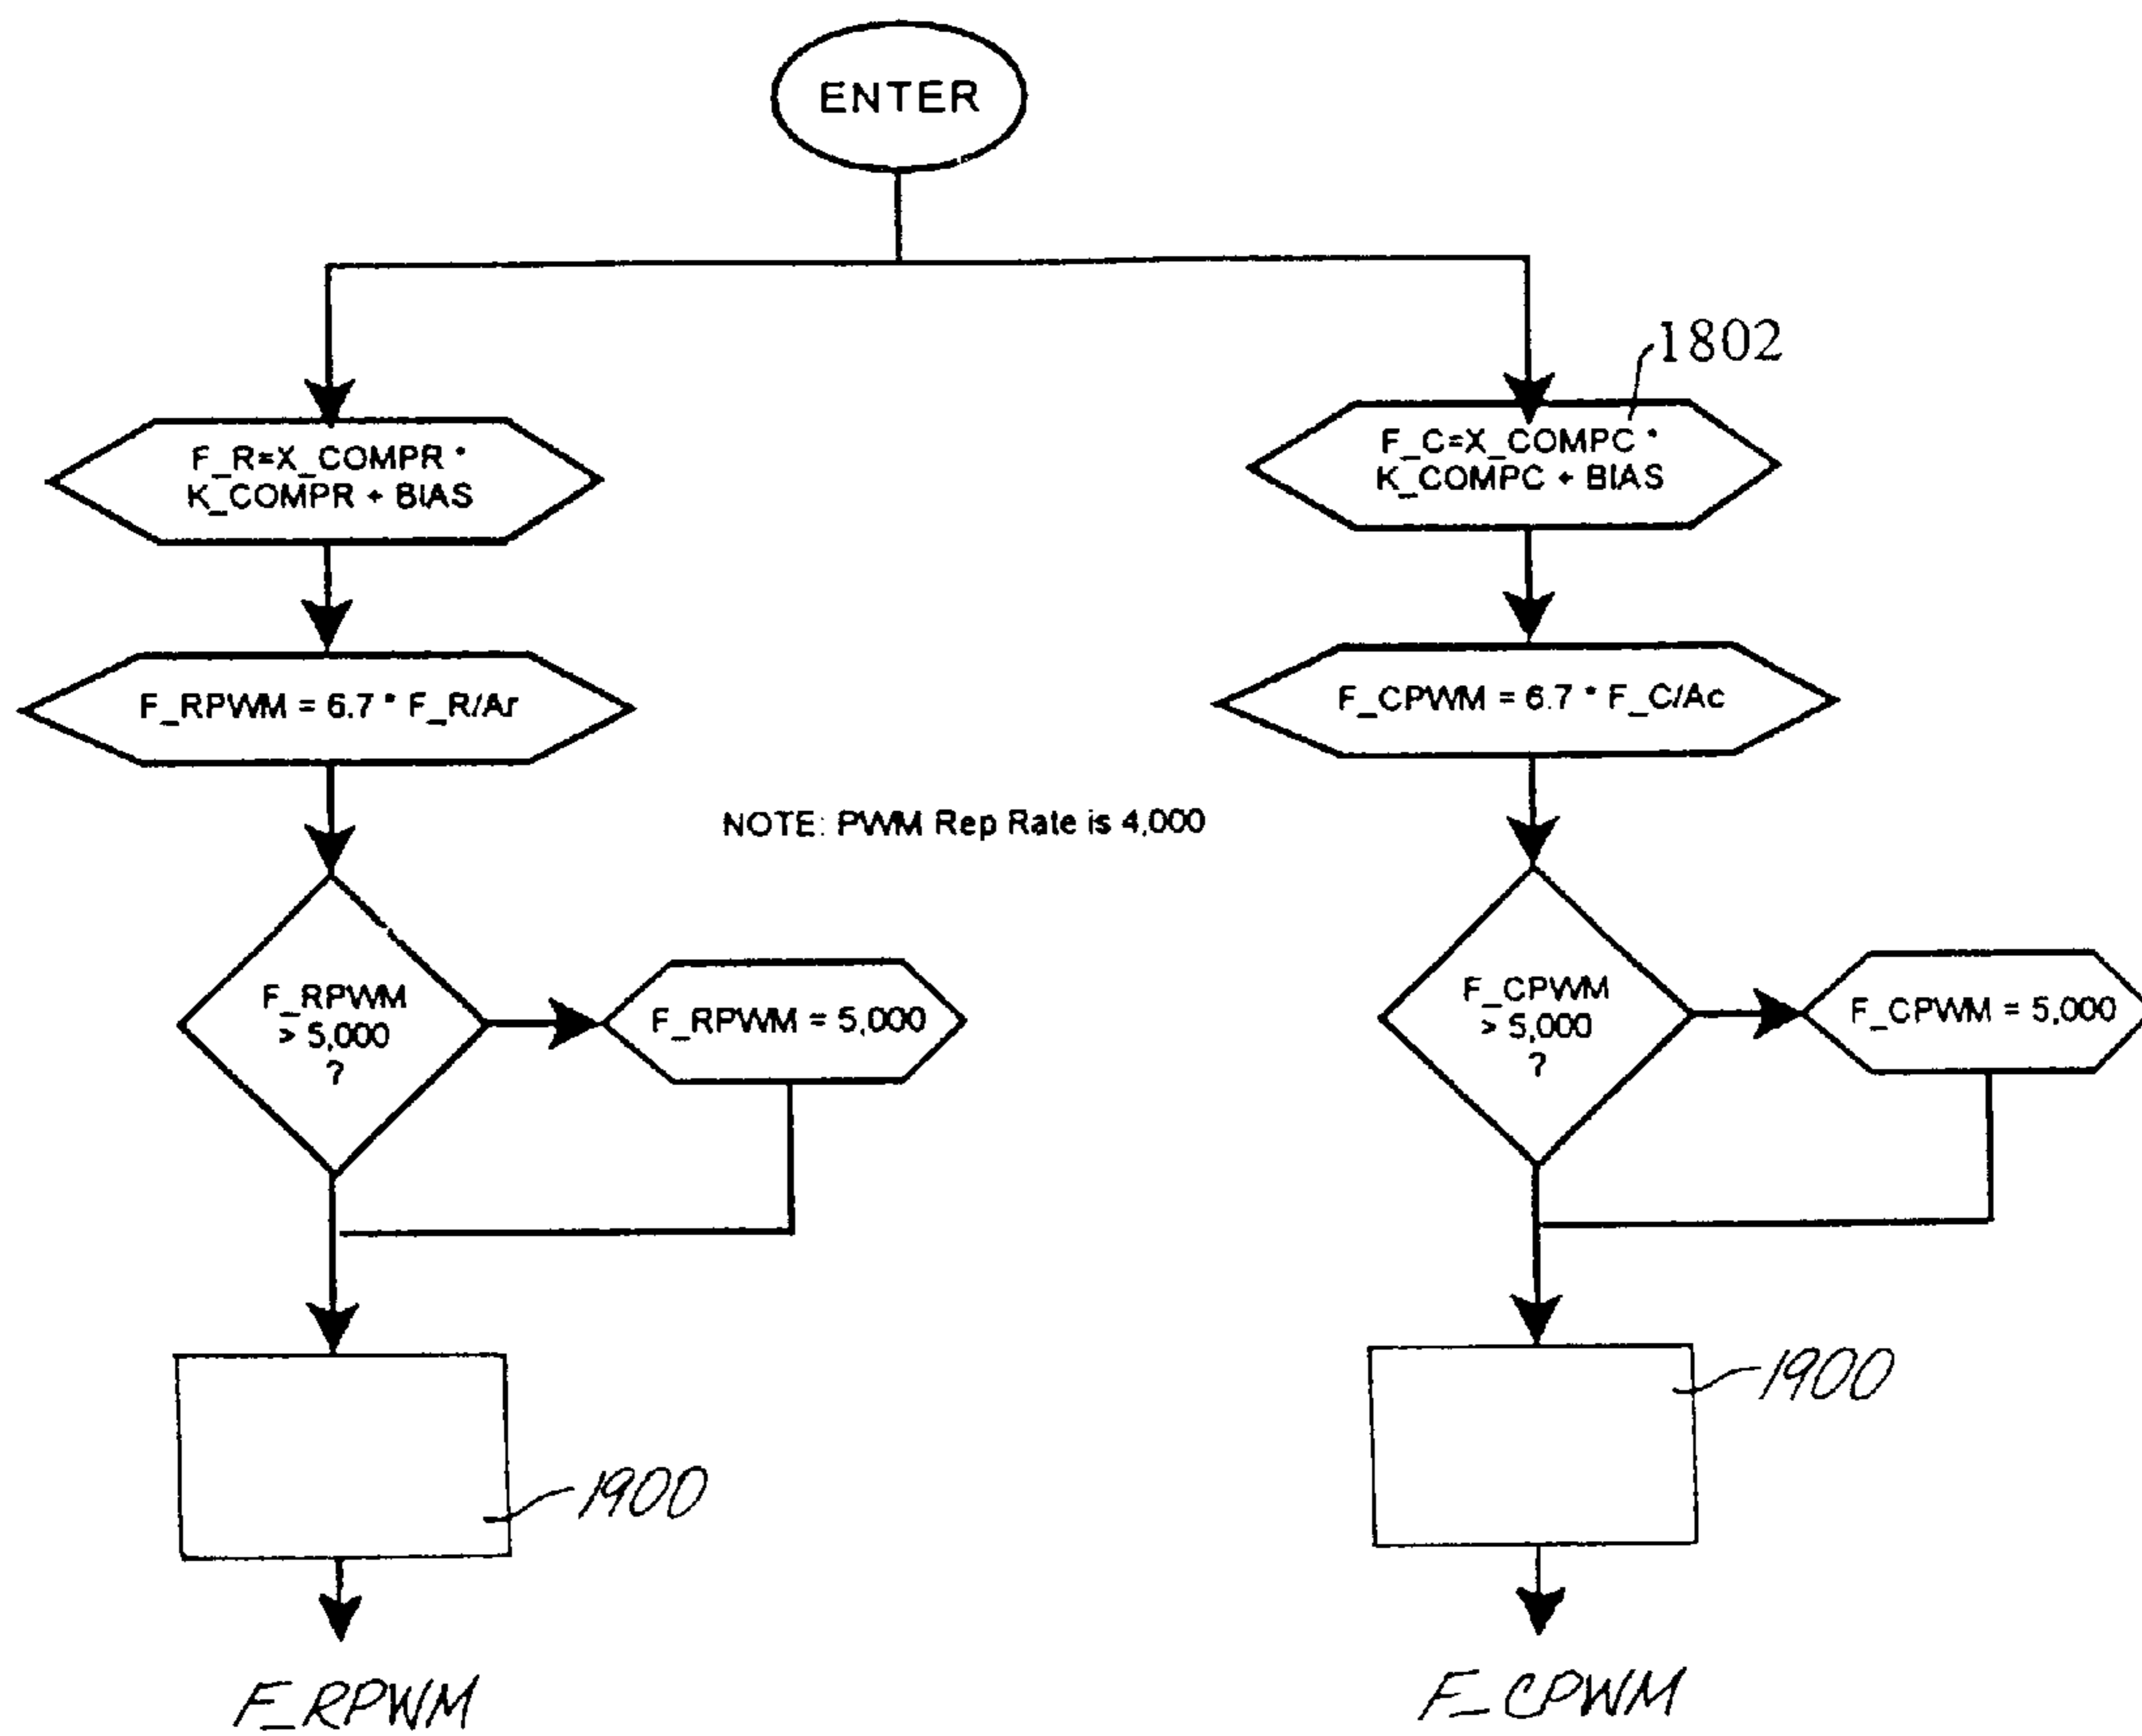 ENTER
1802
F_R=X_COMPR *
K_COMPR + BIAS
F_C=X_COMPC *
K_COMPC + BIAS
F_RPWM = 6.7 * F_R/Ar
F_CPWM = 6.7 * F_C/Ac
NOTE: PWM Rep Rate is 4,000
F_RPWM
> 5,000
?
F_RPWM = 5,000
F_CPWM
> 5,000
?
F_CPWM = 5,000
1900
1900
F_RPWM
F_CPWM